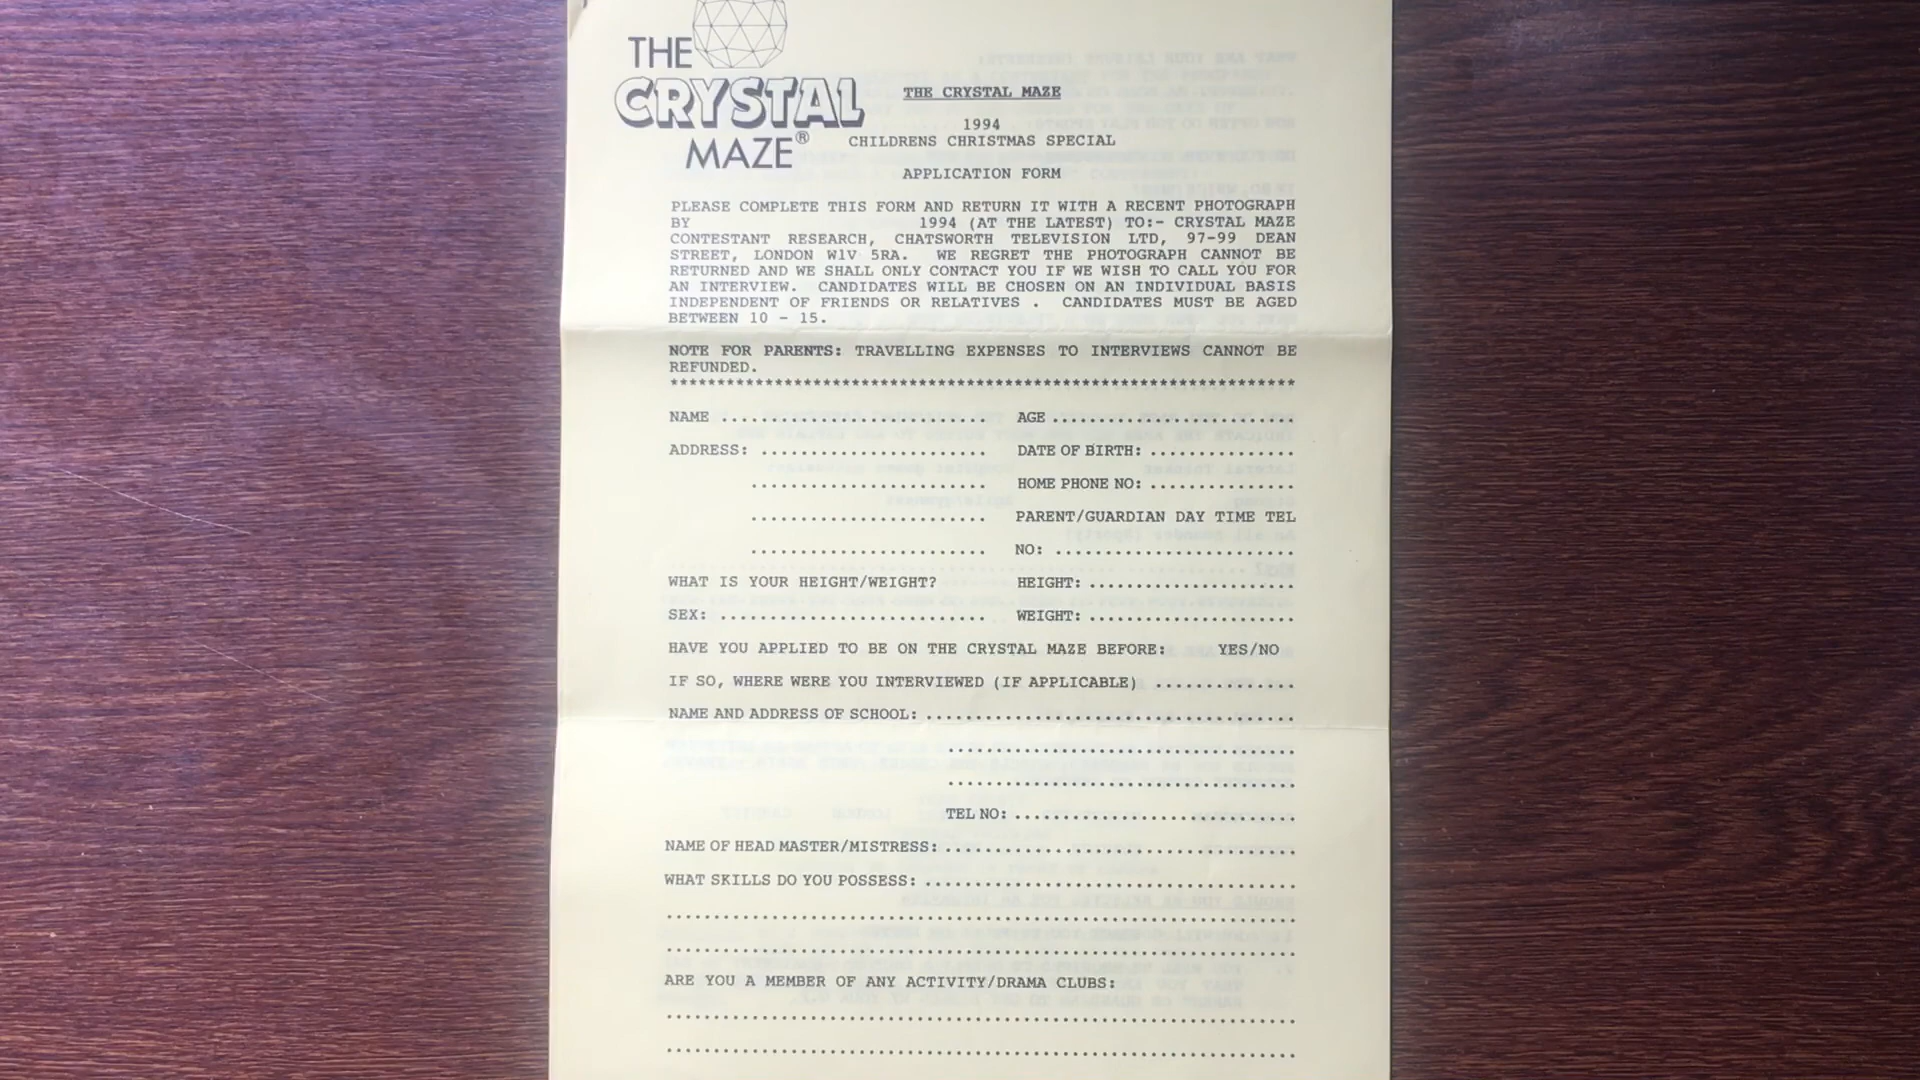 THE
CRYSTAL
MAZE®
THE CRYSTAL MAZE
1994
CHILDRENS CHRISTMAS SPECIAL
APPLICATION FORM
PLEASE COMPLETE THIS FORM AND RETURN IT WITH A RECENT PHOTOGRAPH
BY 1994 (AT THE LATEST) TO:- CRYSTAL MAZE
CONTESTANT RESEARCH, CHATSWORTH TELEVISION LTD, 97-99 DEAN
STREET, LONDON W1V 5RA. WE REGRET THE PHOTOGRAPH CANNOT BE
RETURNED AND WE SHALL ONLY CONTACT YOU IF WE WISH TO CALL YOU FOR
AN INTERVIEW. CANDIDATES WILL BE CHOSEN ON AN INDIVIDUAL BASIS
INDEPENDENT OF FRIENDS OR RELATIVES . CANDIDATES MUST BE AGED
BETWEEN 10 - 15.
NOTE FOR PARENTS: TRAVELLING EXPENSES TO INTERVIEWS CANNOT BE
REFUNDED.
*******************************************************************
NAME ........................... AGE .........................
ADDRESS: ....................... DATE OF BIRTH: ...............
........................ HOME PHONE NO: ...............
........................ PARENT/GUARDIAN DAY TIME TEL
........................ NO: .........................
WHAT IS YOUR HEIGHT/WEIGHT? HEIGHT: .....................
SEX: ........................... WEIGHT: .....................
HAVE YOU APPLIED TO BE ON THE CRYSTAL MAZE BEFORE: YES/NO
IF SO, WHERE WERE YOU INTERVIEWED (IF APPLICABLE) ..............
NAME AND ADDRESS OF SCHOOL: ......................................
....................................
....................................
TEL NO: .............................
NAME OF HEAD MASTER/MISTRESS: ....................................
WHAT SKILLS DO YOU POSSESS: ......................................
.................................................................
.................................................................
ARE YOU A MEMBER OF ANY ACTIVITY/DRAMA CLUBS:
.................................................................
.................................................................